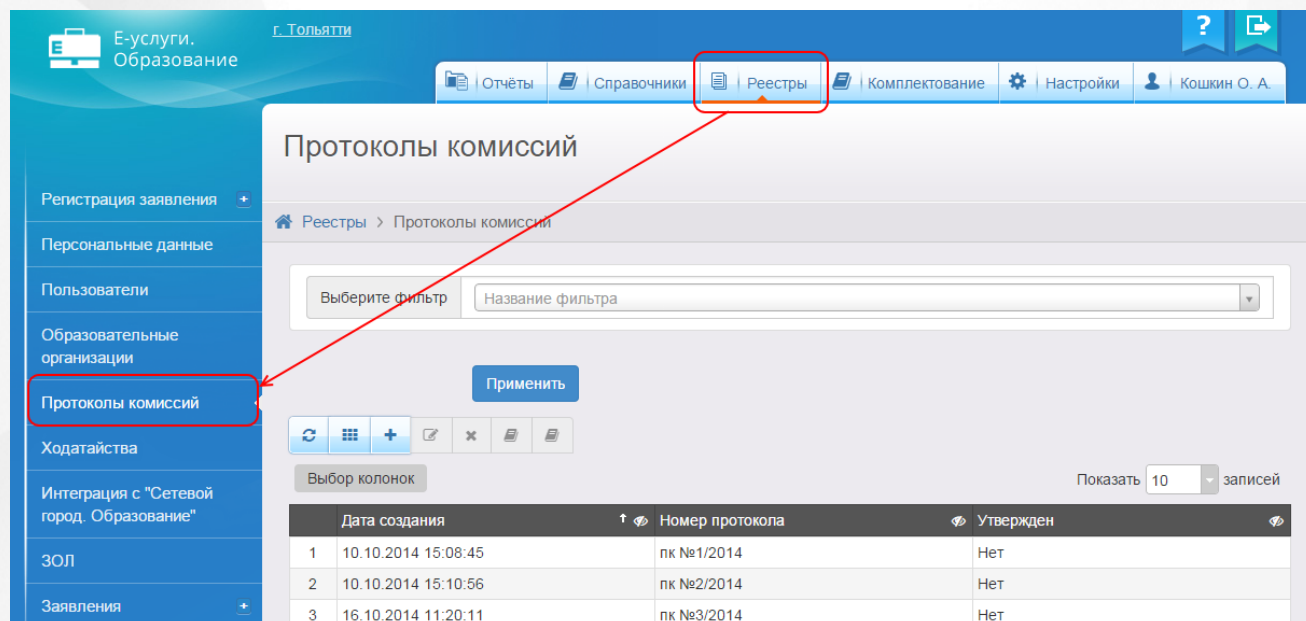 Е-услуги.
Образование
г. Тольятти
?
Отчёты
Справочники
Реестры
Комплектование
Настройки
Кошкин О. А.
Протоколы комиссий
Реестры > Протоколы комиссий
Регистрация заявления
Персональные данные
Пользователи
Образовательные
организации
Протоколы комиссий
Ходатайства
Интеграция с "Сетевой
город. Образование"
ЗОЛ
Заявления
Выберите фильтр Название фильтра
Применить
Выбор колонок
Показать 10 записей
Дата создания Номер протокола Утвержден
1 10.10.2014 15:08:45 пк №1/2014 Нет
2 10.10.2014 15:10:56 пк №2/2014 Нет
3 16.10.2014 11:20:11 пк №3/2014 Нет